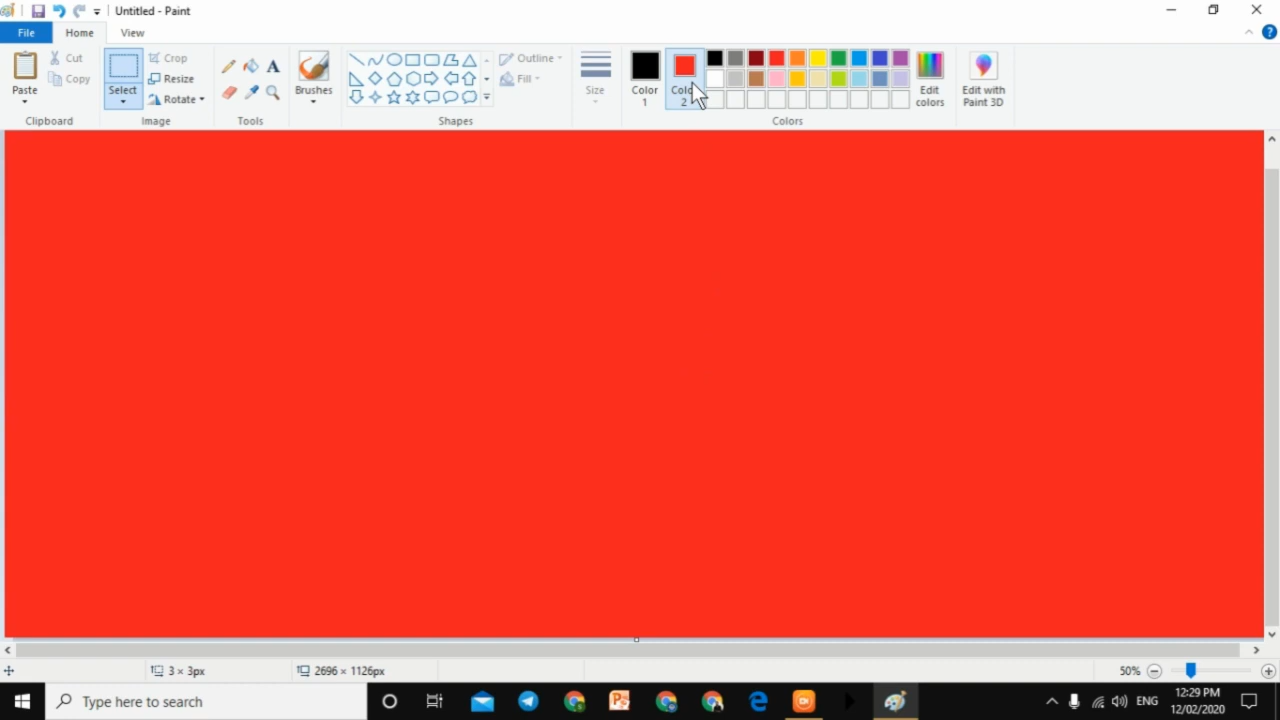 Untitled - Paint
File Home View
Paste
Cut
Copy
Clipboard
Select
Crop
Resize
Rotate
Image
A
Tools
Brushes
Shapes
Outline
Fill
Size
Color 1
2
Edit colors
Colors
Edit with Paint 3D
3 × 3px
2696 × 1126px
50%
Type here to search
ENG
12:29 PM
12/02/2020